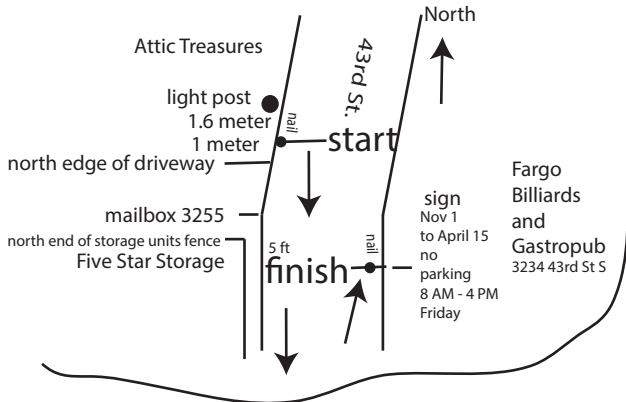 North
Attic Treasures
43rd St.
light post
1.6 meter
nail
1 meter
start
north edge of driveway
mailbox 3255
north end of storage units fence
Five Star Storage
5 ft
finish
nail
sign
Nov 1
to April 15
no
parking
8 AM - 4 PM
Friday
Fargo
Billiards
and
Gastropub
3234 43rd St S